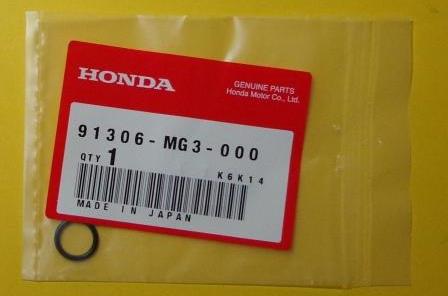 HONDA
GENUINE PARTS
Honda Motor Co., Ltd.
91306-MG3-000
QTY 1
K6K14
MADE IN JAPAN